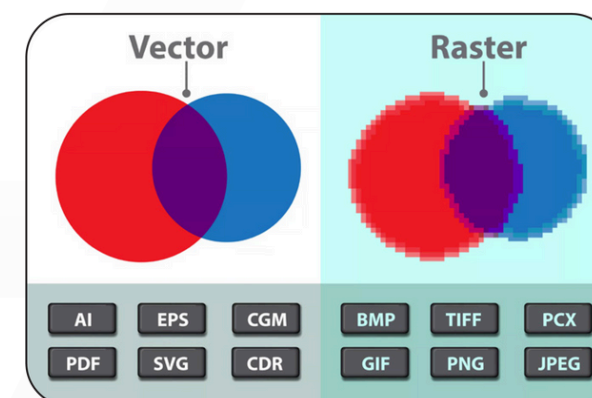 Vector
AI EPS CGM
PDF SVG CDR
Raster
BMP TIFF PCX
GIF PNG JPEG